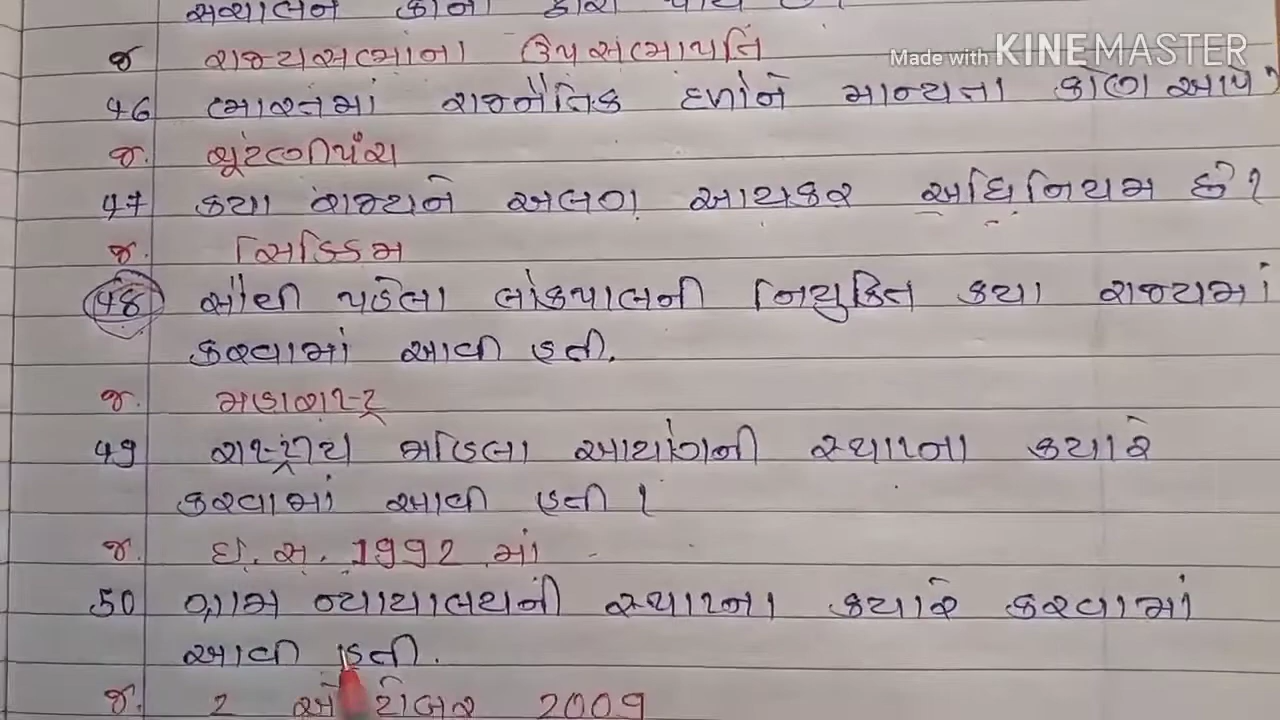 સંચાલન કોના દ્વારા
Made with KINEMASTER
જ રાજ્યસભાના ઉપસભાપતિ
46 ભારતમાં રાજનૈતિક દળોને માન્યતા કોણ આપે
જ. ચૂંટણીપંચ
47 કયા રાજ્યને અલગ આયકર અધિનિયમ છે?
જ. સિક્કિમ
48 સૌથી પહેલા લોકપાલની નિયુક્તિ કયા રાજ્યમાં
કરવામાં આવી હતી.
જ. મહારાષ્ટ્ર
49 રાષ્ટ્રીય મહિલા આયોગની સ્થાપના કયારે
કરવામાં આવી હતી?
જ. ઈ.સ. 1992 માં
50 ગ્રામ ન્યાયાલયની સ્થાપના કયારે કરવામાં
આવી હતી.
જ. 2 2009